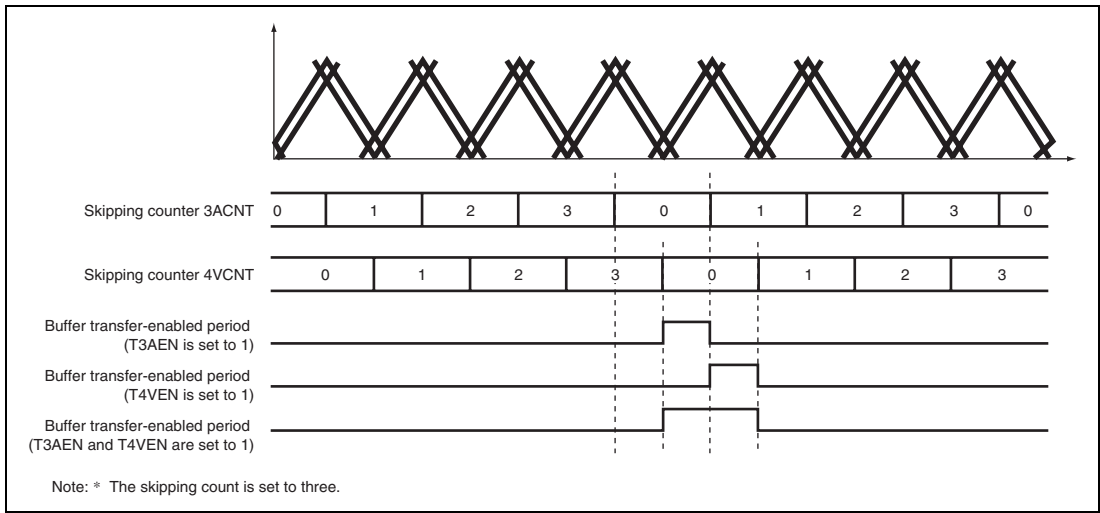 Skipping counter 3ACNT 0 1 2 3 0 1 2 3 0
Skipping counter 4VCNT 0 1 2 3 0 1 2 3
Buffer transfer-enabled period
(T3AEN is set to 1)
Buffer transfer-enabled period
(T4VEN is set to 1)
Buffer transfer-enabled period
(T3AEN and T4VEN are set to 1)
Note: * The skipping count is set to three.